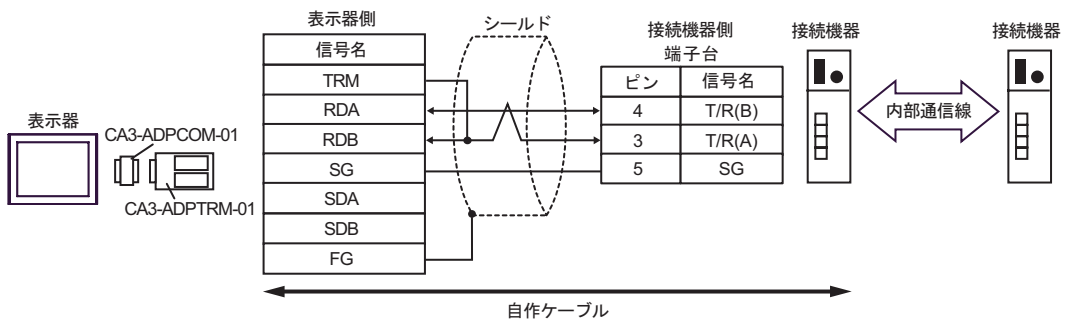 表示器
CA3-ADPCOM-01
CA3-ADPTRM-01
表示器側
信号名
TRM
RDA
RDB
SG
SDA
SDB
FG
シールド
接続機器側
端子台
ピン 信号名
4 T/R(B)
3 T/R(A)
5 SG
接続機器
内部通信線
接続機器
自作ケーブル